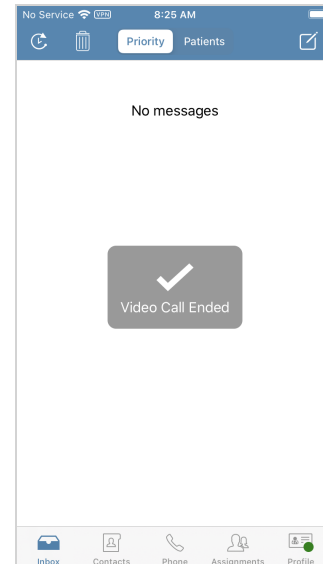 No Service VPN 8:25 AM
Priority Patients
No messages
Video Call Ended
Inbox Contacts Phone Assignments Profile